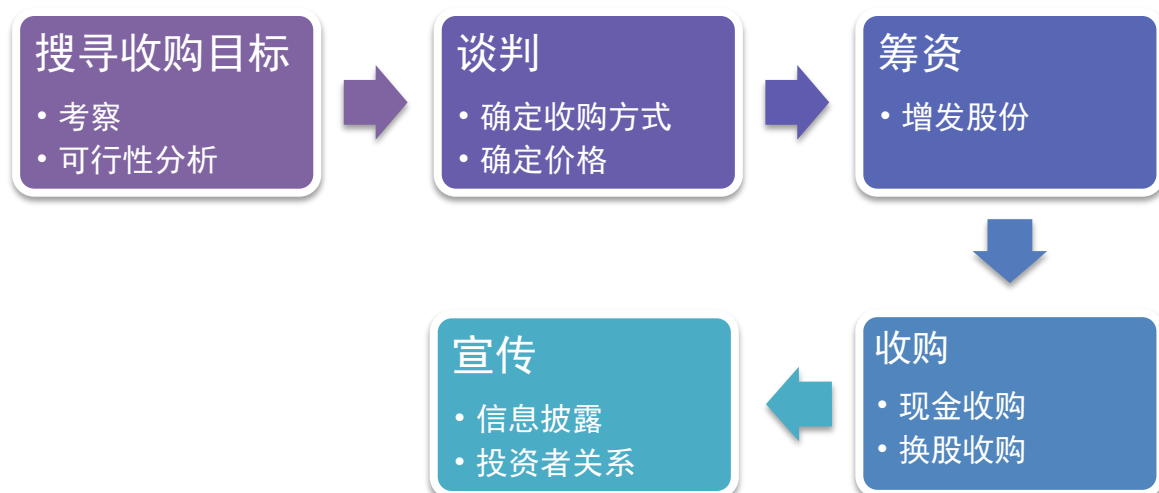 搜寻收购目标
• 考察
• 可行性分析
谈判
• 确定收购方式
• 确定价格
筹资
• 增发股份
收购
• 现金收购
• 换股收购
宣传
• 信息披露
• 投资者关系